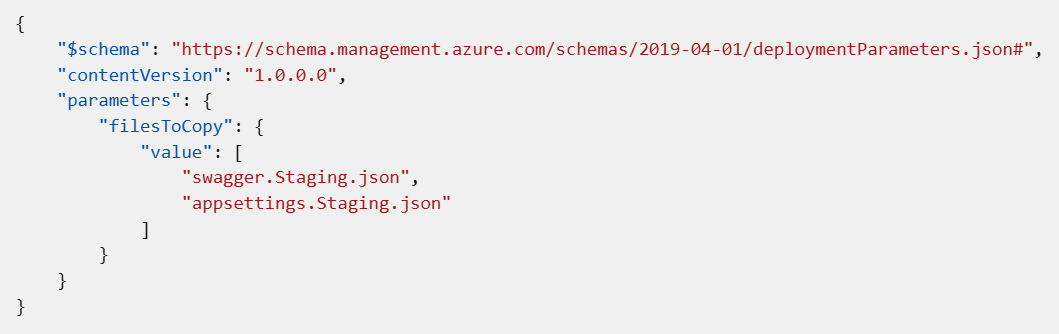 {
    "$schema": "https://schema.management.azure.com/schemas/2019-04-01/deploymentParameters.json#",
    "contentVersion": "1.0.0.0",
    "parameters": {
        "filesToCopy": {
            "value": [
                "swagger.Staging.json",
                "appsettings.Staging.json"
            ]
        }
    }
}